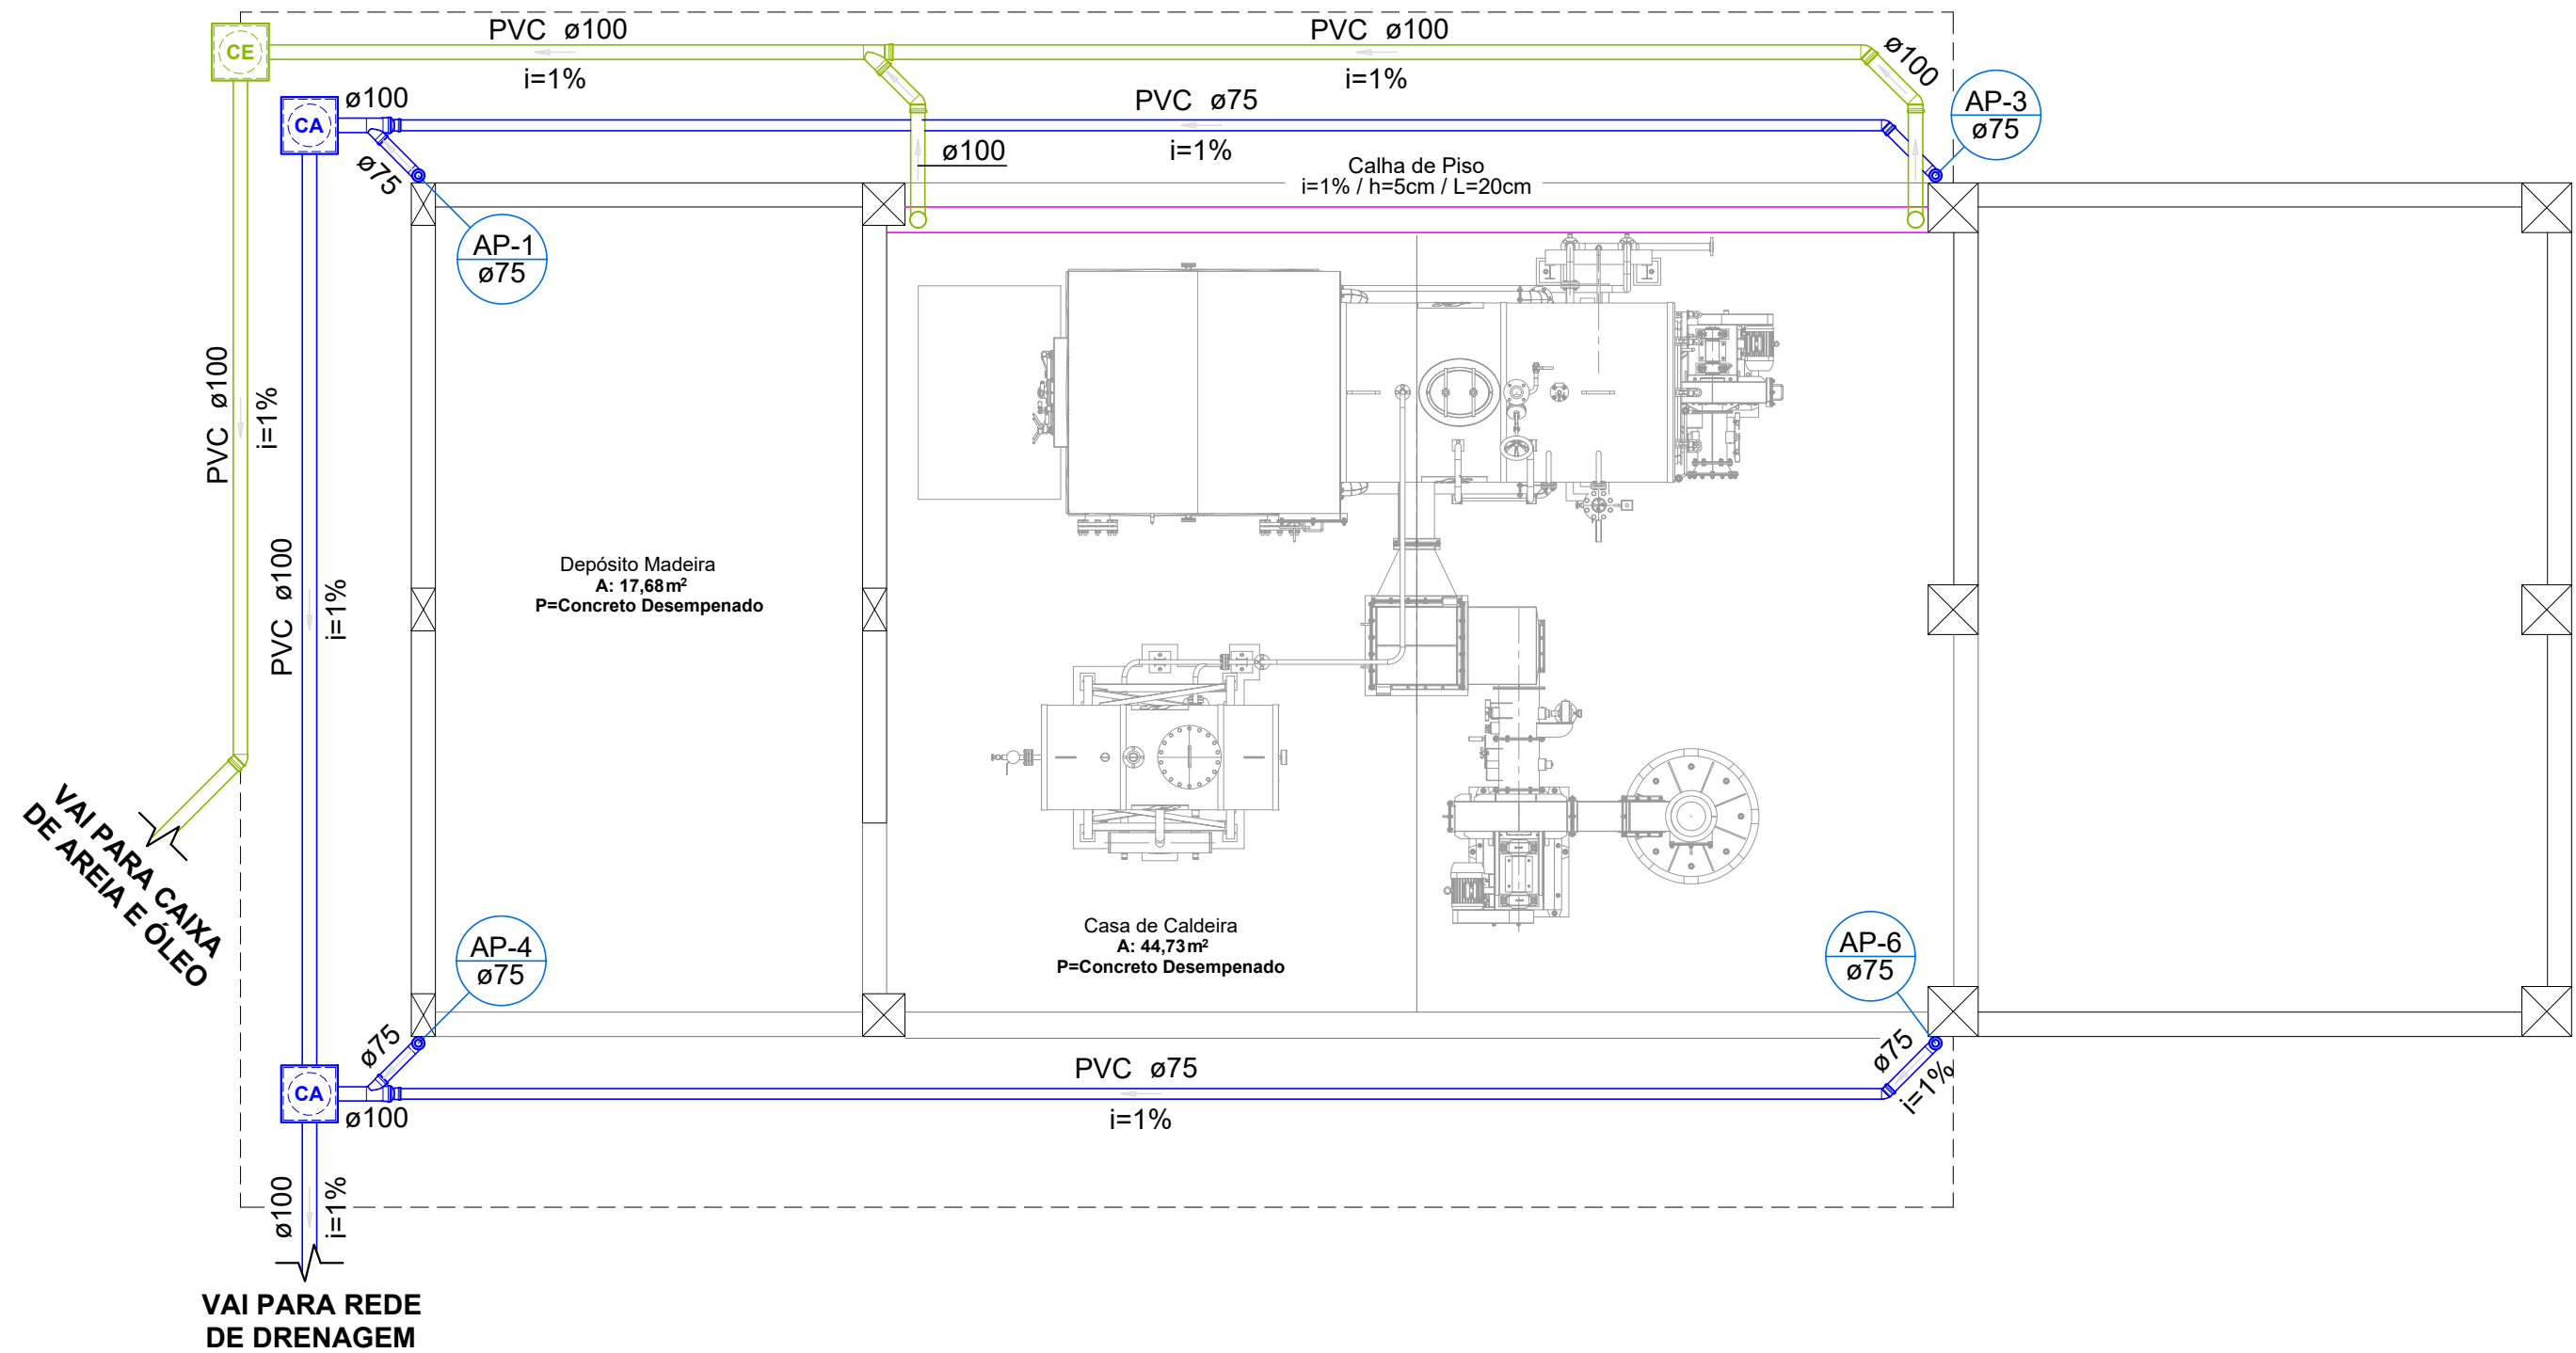 PVC ø100
PVC ø100
CE
i=1%
i=1%
ø100
ø100
PVC ø75
AP-3
ø75
CA
i=1%
ø100
ø75
Calha de Piso
i=1% / h=5cm / L=20cm
AP-1
ø75
PVC ø100
i=1%
PVC ø100
i=1%
Depósito Madeira
A: 17,68m²
P=Concreto Desempenado
VAI PARA CAIXA
DE AREIA E ÓLEO
Casa de Caldeira
A: 44,73m²
P=Concreto Desempenado
AP-4
ø75
AP-6
ø75
ø75
PVC ø75
ø75
i=1%
CA
ø100
i=1%
ø100
i=1%
VAI PARA REDE
DE DRENAGEM